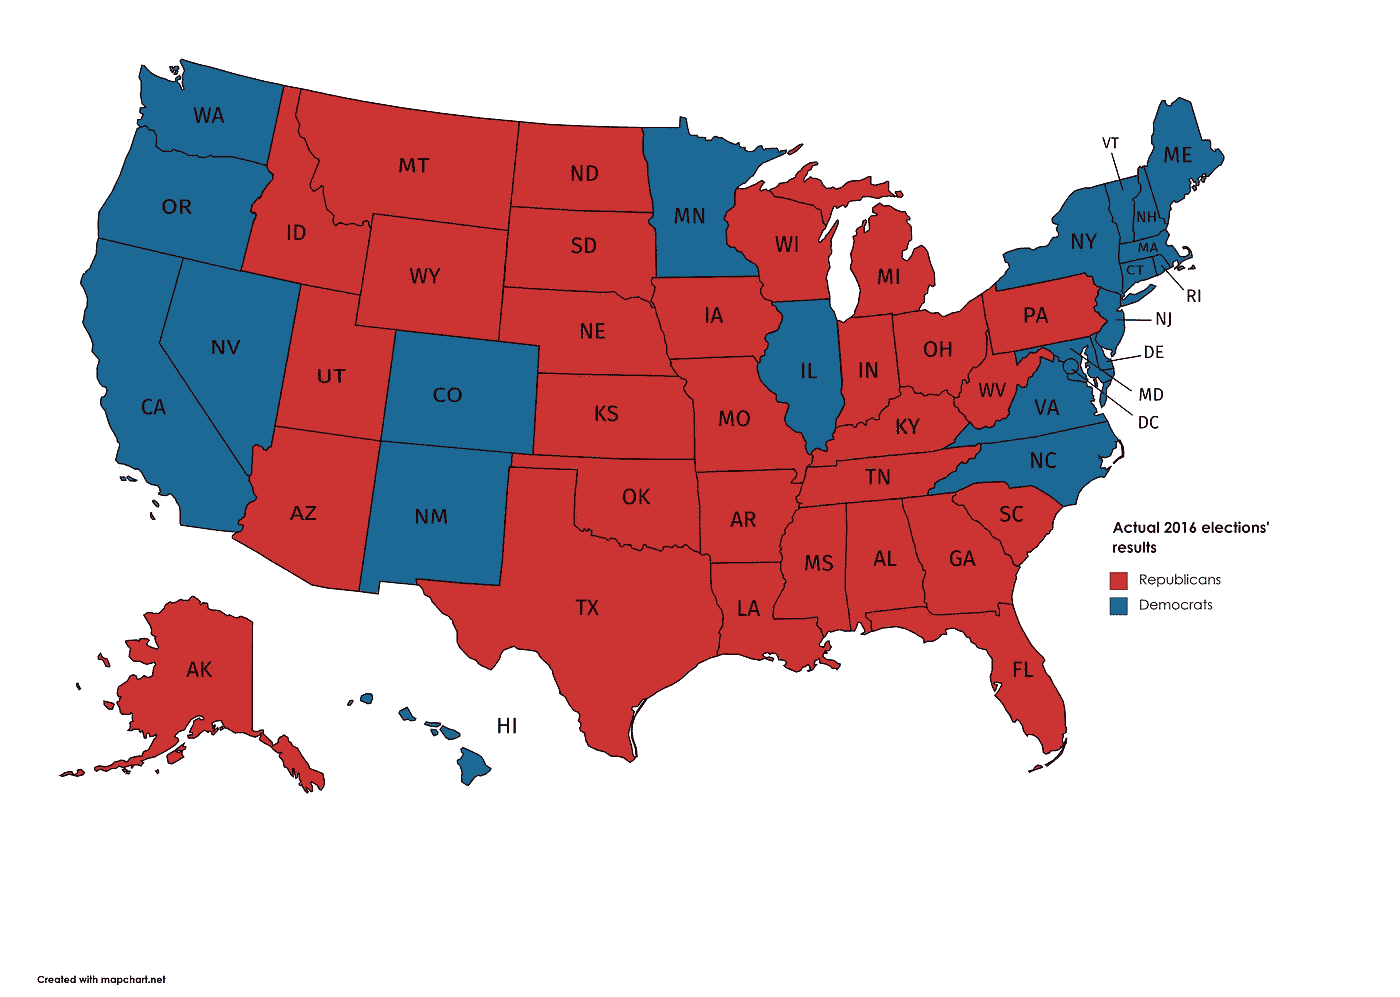 WA
MT
ND
MN
VT
ME
OR
ID
SD
WI
NH
NY
MA
WY
MI
CT
RI
NE
IA
PA
NJ
NV
OH
DE
UT
CO
IL
IN
WV
MD
CA
KS
MO
KY
VA
DC
NC
TN
OK
AZ
NM
AR
SC
Actual 2016 elections'
results
MS
AL
GA
Republicans
TX
LA
Democrats
AK
FL
HI
Created with mapchart.net